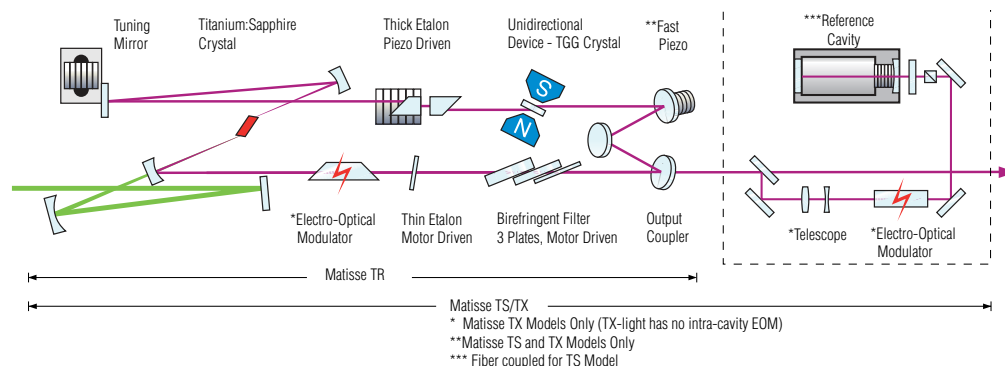 Tuning
Mirror
Titanium:Sapphire
Crystal
Thick Etalon
Piezo Driven
Unidirectional
Device - TGG Crystal
**Fast
Piezo
***Reference
Cavity
S
N
*Electro-Optical
Modulator
Thin Etalon
Motor Driven
Birefringent Filter
3 Plates, Motor Driven
Output
Coupler
*Telescope
*Electro-Optical
Modulator
Matisse TR
Matisse TS/TX
* Matisse TX Models Only (TX-light has no intra-cavity EOM)
**Matisse TS and TX Models Only
*** Fiber coupled for TS Model